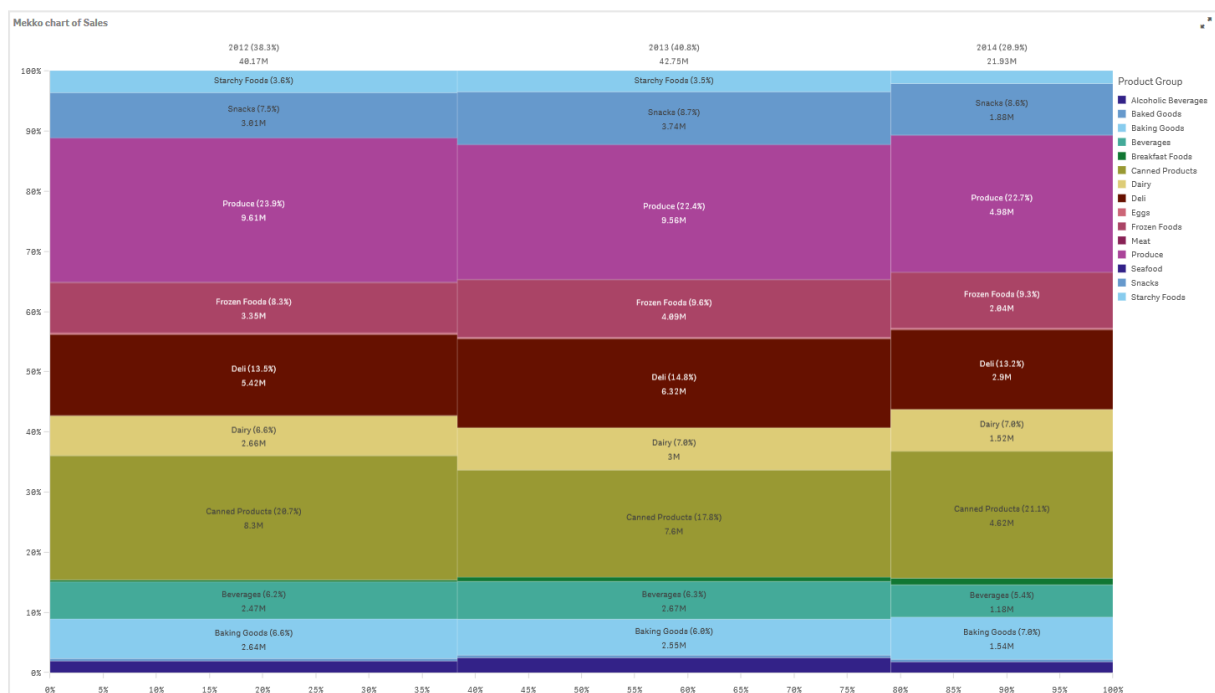 Mekko chart of Sales
2012 (38.3%)
40.17M
2013 (40.8%)
42.75M
2014 (20.9%)
21.93M
100%
90%
80%
70%
60%
50%
40%
30%
20%
10%
0%
Starchy Foods (3.6%)
Snacks (7.5%)
3.01M
Produce (23.9%)
9.61M
Frozen Foods (8.3%)
3.35M
Deli (13.5%)
5.42M
Dairy (6.6%)
2.66M
Canned Products (20.7%)
8.3M
Beverages (6.2%)
2.47M
Baking Goods (6.6%)
2.64M
Starchy Foods (3.5%)
Snacks (8.7%)
3.74M
Produce (22.4%)
9.56M
Frozen Foods (9.6%)
4.09M
Deli (14.8%)
6.32M
Dairy (7.0%)
3M
Canned Products (17.8%)
7.6M
Beverages (6.3%)
2.67M
Baking Goods (6.0%)
2.55M
Snacks (8.6%)
1.88M
Produce (22.7%)
4.98M
Frozen Foods (9.3%)
2.04M
Deli (13.2%)
2.9M
Dairy (7.0%)
1.52M
Canned Products (21.1%)
4.62M
Beverages (5.4%)
1.18M
Baking Goods (7.0%)
1.54M
0%
5%
10%
15%
20%
25%
30%
35%
40%
45%
50%
55%
60%
65%
70%
75%
80%
85%
90%
95%
100%
Product Group
Alcoholic Beverages
Baked Goods
Baking Goods
Beverages
Breakfast Foods
Canned Products
Dairy
Deli
Eggs
Frozen Foods
Meat
Produce
Seafood
Snacks
Starchy Foods